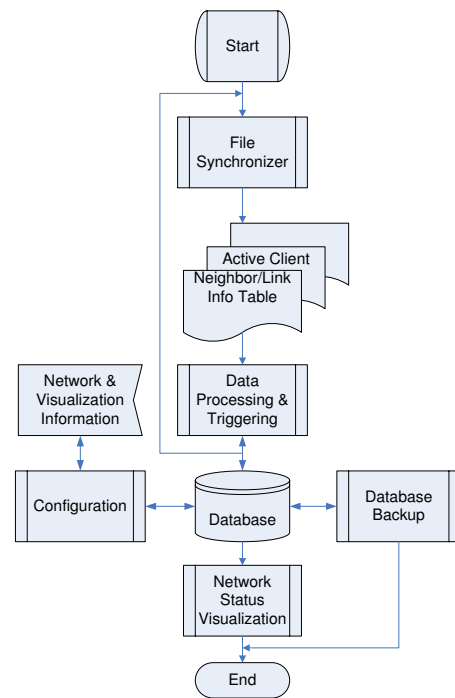 Start
File
Synchronizer
Active Client
Neighbor/Link
Info Table
Network &
Visualization
Information
Data
Processing &
Triggering
Configuration
Database
Database
Backup
Network
Status
Visualization
End